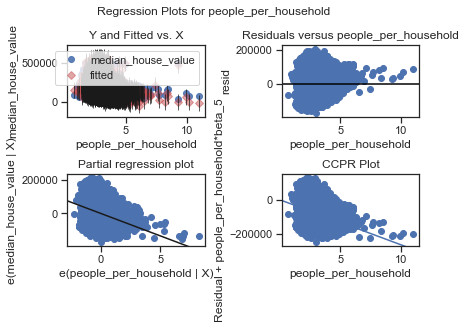 Regression Plots for people_per_household
Y and Fitted vs. X
median_house_value
500000
0
median_house_value
fitted
5
10
people_per_household
Residuals versus people_per_household
resid
200000
0
5
10
people_per_household
Partial regression plot
e(median_house_value | X)
200000
0
0
5
e(people_per_household | X)
CCPR Plot
Residual + people_per_household*beta_5
0
−200000
5
10
people_per_household